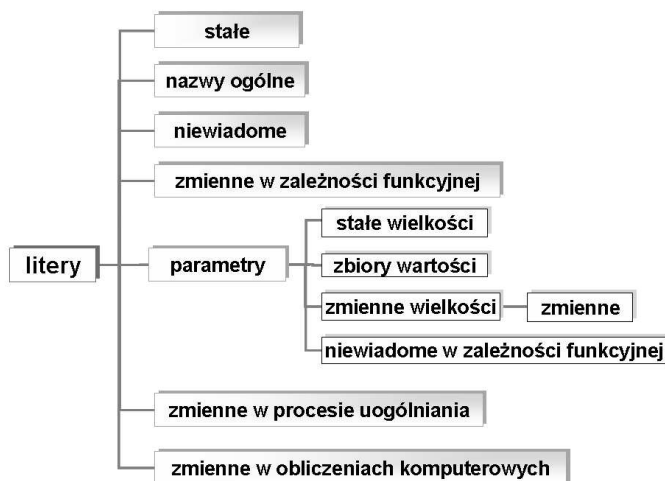 stałe
nazwy ogólne
niewiadome
zmienne w zależności funkcyjnej
litery
parametry
stałe wielkości
zbiory wartości
zmienne wielkości
zmienne
niewiadome w zależności funkcyjnej
zmienne w procesie uogólniania
zmienne w obliczeniach komputerowych